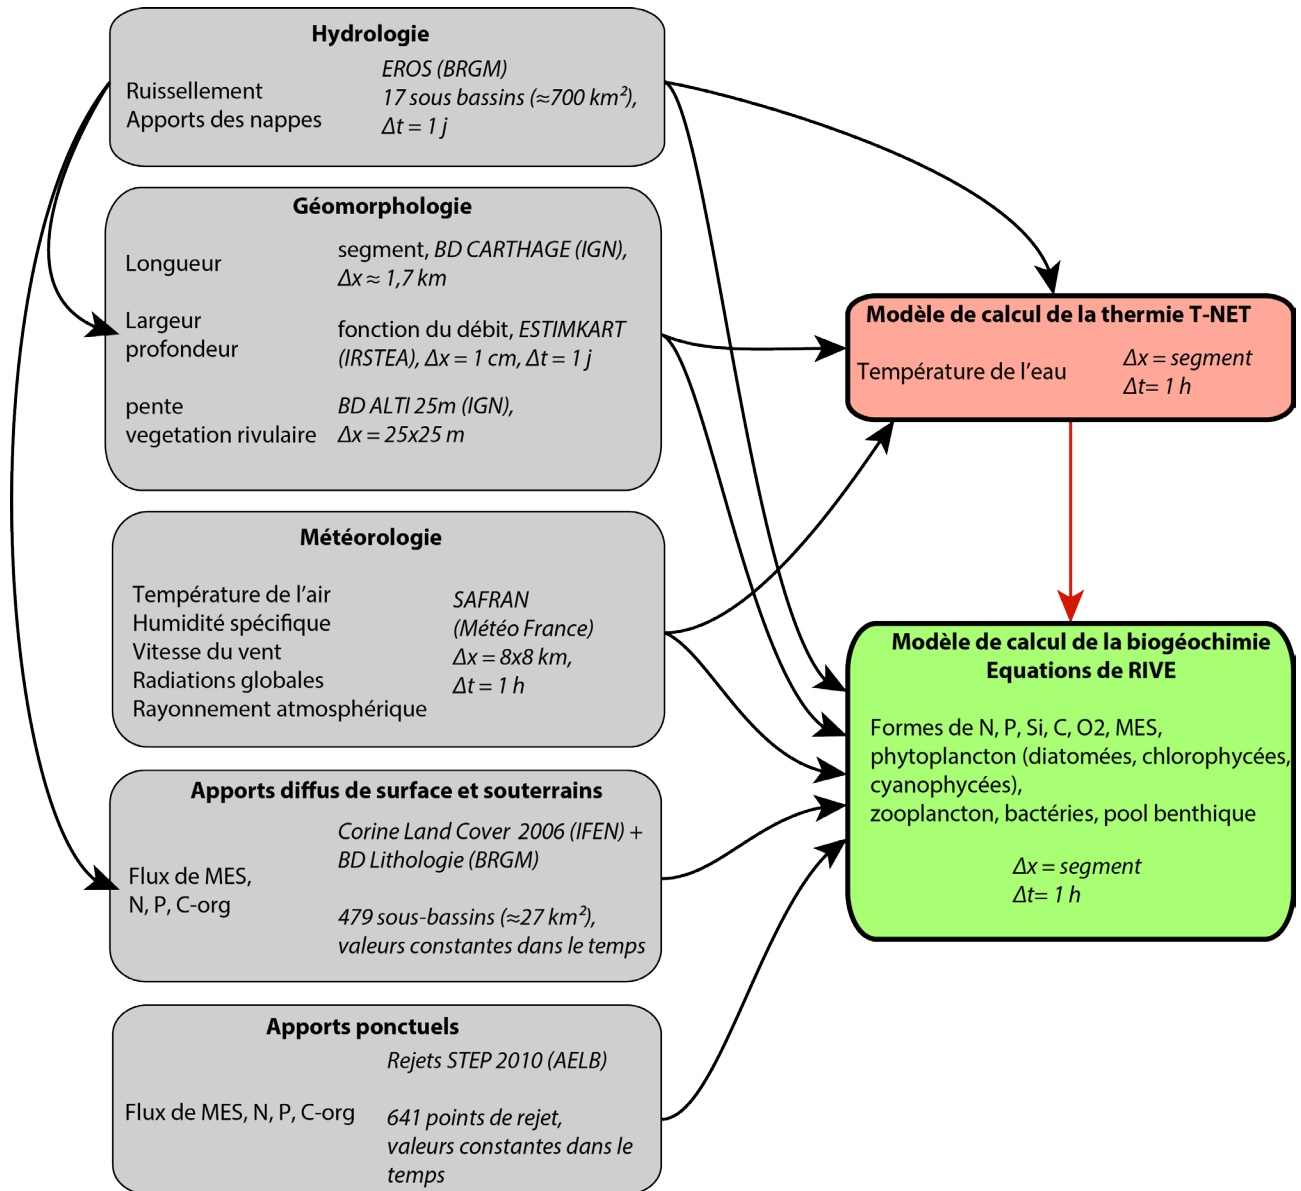 Hydrologie
Ruissellement
Apports des nappes
EROS (BRGM)
17 sous bassins (≈700 km²),
Δt = 1 j
Géomorphologie
Longueur
segment, BD CARTHAGE (IGN),
Δx ≈ 1,7 km
Largeur
profondeur
fonction du débit, ESTIMKART
(IRSTEA), Δx = 1 cm, Δt = 1 j
pente
vegetation rivulaire
BD ALTI 25m (IGN),
Δx = 25x25 m
Météorologie
Température de l'air
Humidité spécifique
Vitesse du vent
Radiations globales
Rayonnement atmosphérique
SAFRAN
(Météo France)
Δx = 8x8 km,
Δt = 1 h
Apports diffus de surface et souterrains
Flux de MES,
N, P, C-org
Corine Land Cover 2006 (IFEN) +
BD Lithologie (BRGM)
479 sous-bassins (≈27 km²),
valeurs constantes dans le temps
Apports ponctuels
Flux de MES, N, P, C-org
Rejets STEP 2010 (AELB)
641 points de rejet,
valeurs constantes dans le
temps
Modèle de calcul de la thermie T-NET
Température de l'eau
Δx = segment
Δt= 1 h
Modèle de calcul de la biogéochimie
Equations de RIVE
Formes de N, P, Si, C, O2, MES,
phytoplancton (diatomées, chlorophycées,
cyanophycées),
zooplancton, bactéries, pool benthique
Δx = segment
Δt= 1 h